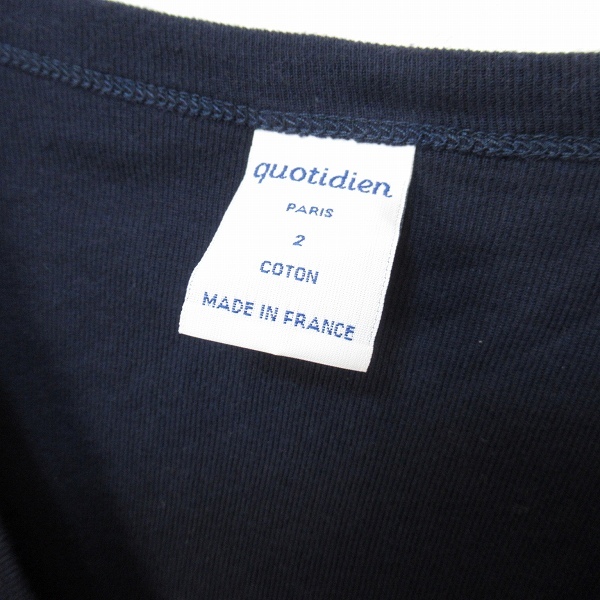 quotidien
PARIS
2
COTON
MADE IN FRANCE